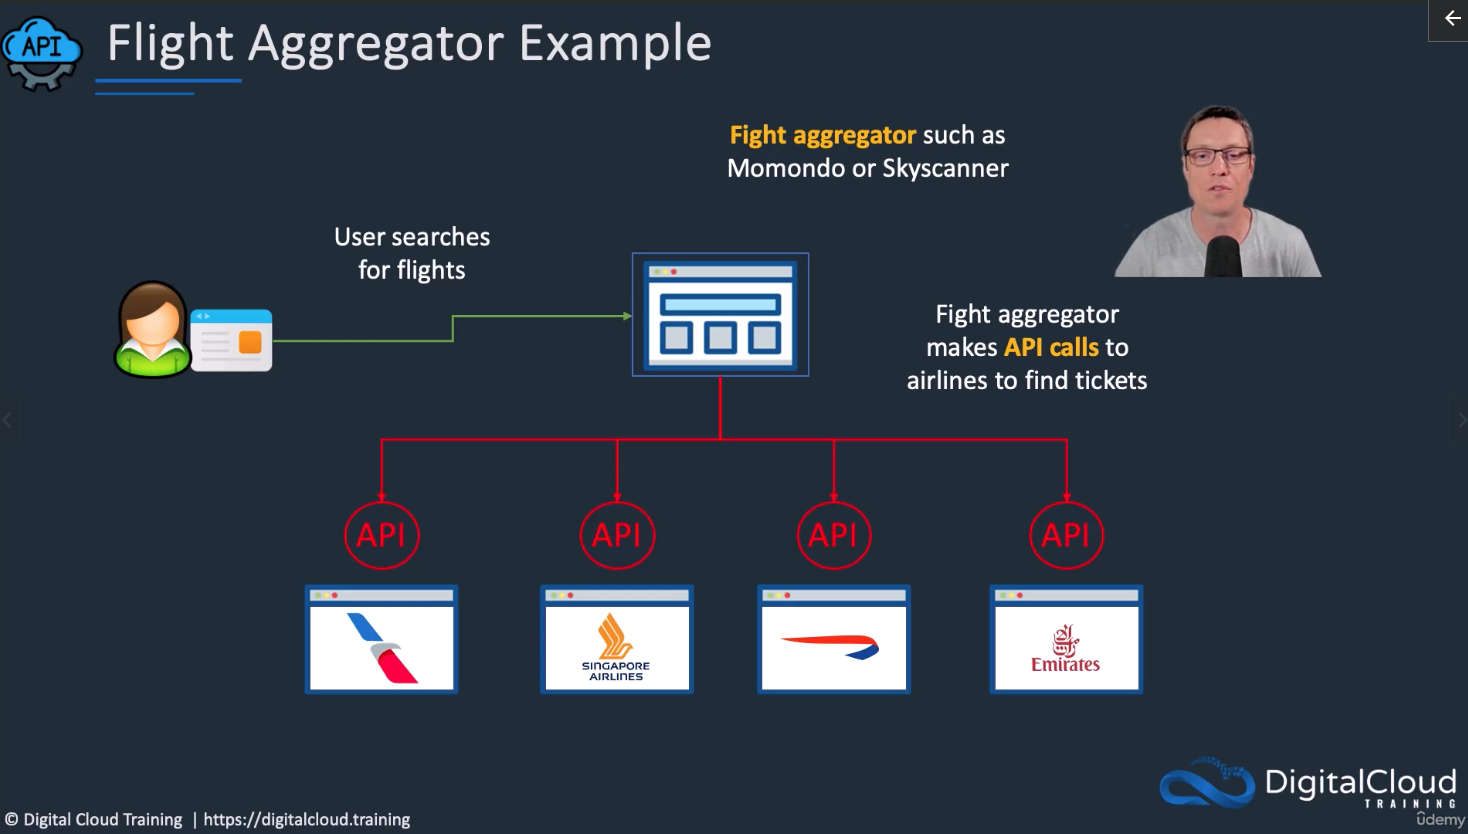 API
Flight Aggregator Example
Fight aggregator such as
Momondo or Skyscanner
User searches
for flights
Fight aggregator
makes API calls to
airlines to find tickets
API
API
API
API
SINGAPORE
AIRLINES
Emirates
DigitalCloud
TRAINING
© Digital Cloud Training | https://digitalcloud.training
ûdemy